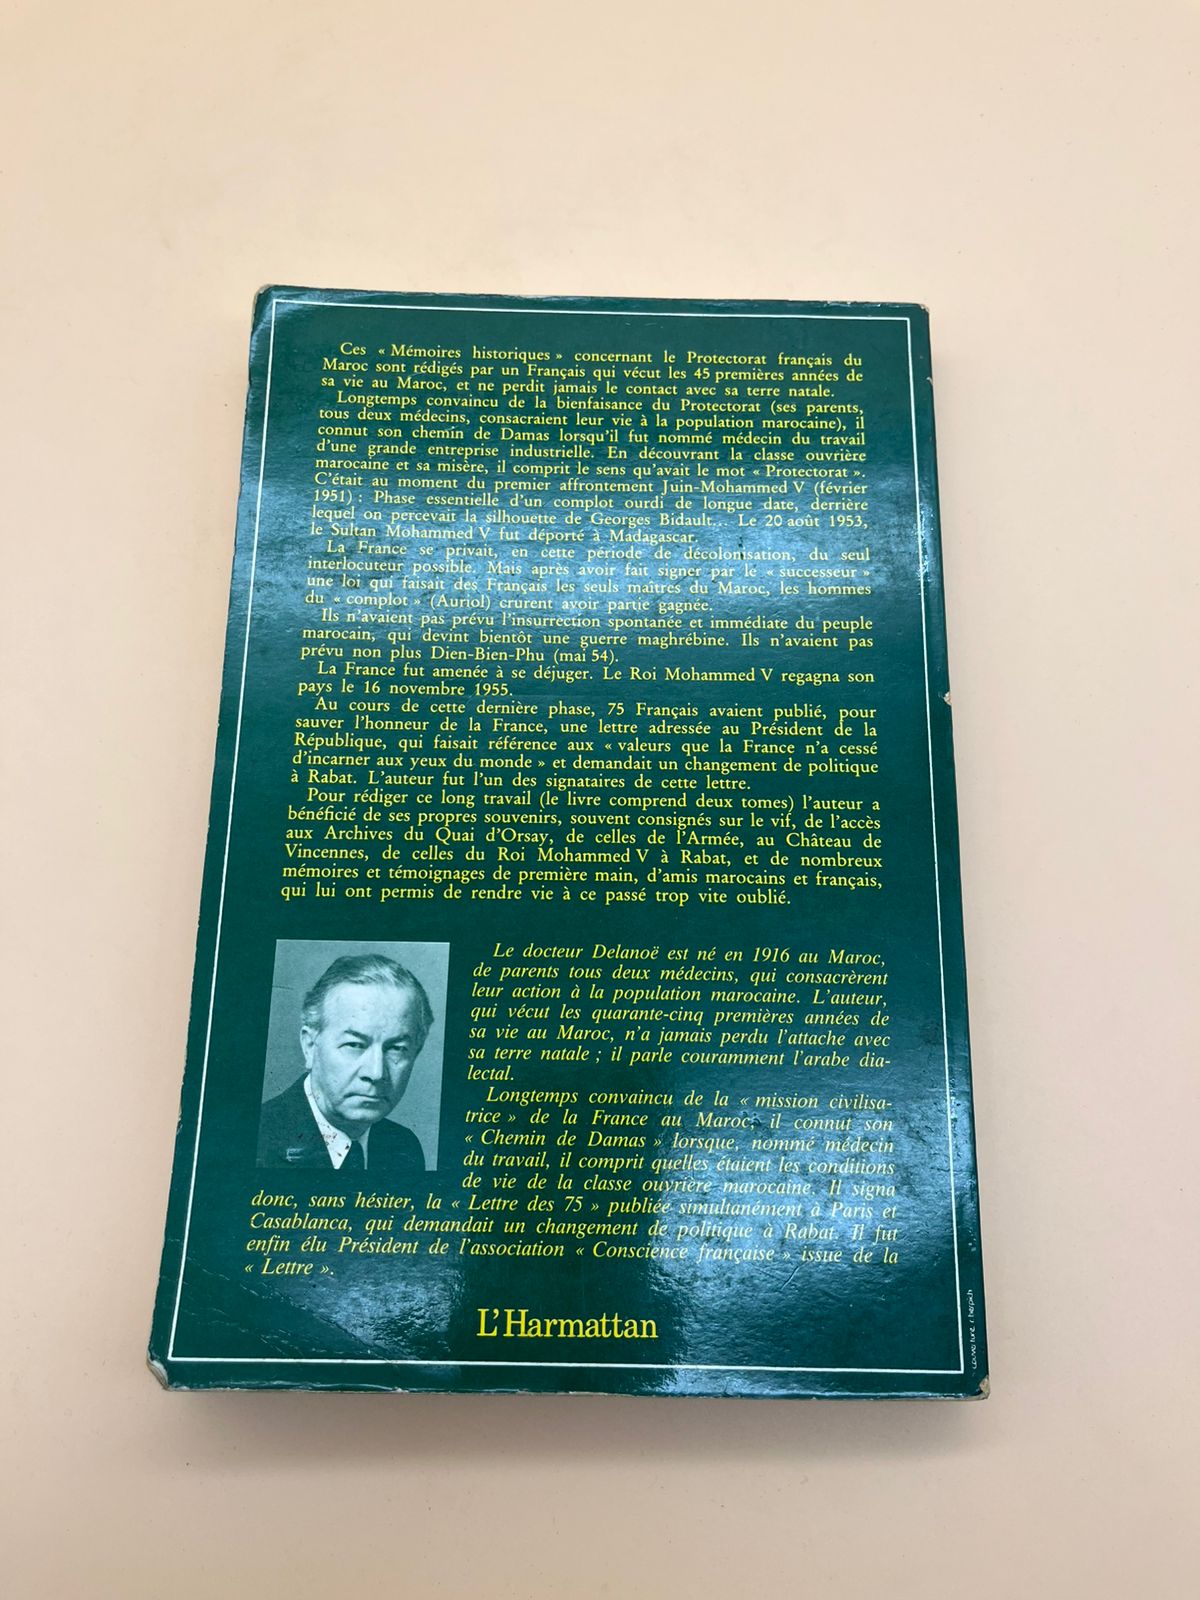 Ces « Mémoires historiques » concernant le Protectorat français du
Maroc sont rédigés par un Français qui vécut les 45 premières années de
sa vie au Maroc, et ne perdit jamais le contact avec sa terre natale.
Longtemps convaincu de la bienfaisance du Protectorat (ses parents,
tous deux médecins, consacraient leur vie à la population marocaine), il
connut son chemin de Damas lorsqu'il fut nommé médecin du travail
d'une grande entreprise industrielle. En découvrant la classe ouvrière
marocaine et sa misère, il comprit le sens qu'avait le mot « Protectorat ».
C'était au moment du premier affrontement Juin-Mohammed V (février
1951) : Phase essentielle d'un complot ourdi de longue date, derrière
lequel on percevait la silhouette de Georges Bidault... Le 20 août 1953,
le Sultan Mohammed V fut déporté à Madagascar.
La France se privait, en cette période de décolonisation, du seul
interlocuteur possible. Mais après avoir fait signer par le « successeur »
une loi qui faisait des Français les seuls maîtres du Maroc, les hommes
du « complot » (Auriol) crurent avoir partie gagnée.
Ils n'avaient pas prévu l'insurrection spontanée et immédiate du peuple
marocain, qui devint bientôt une guerre maghrébine. Ils n'avaient pas
prévu non plus Dien-Bien-Phu (mai 54).
La France fut amenée à se déjuger. Le Roi Mohammed V regagna son
pays le 16 novembre 1955.
Au cours de cette dernière phase, 75 Français avaient publié, pour
sauver l'honneur de la France, une lettre adressée au Président de la
République, qui faisait référence aux « valeurs que la France n'a cessé
d'incarner aux yeux du monde » et demandait un changement de politique
à Rabat. L'auteur fut l'un des signataires de cette lettre.
Pour rédiger ce long travail (le livre comprend deux tomes) l'auteur a
bénéficié de ses propres souvenirs, souvent consignés sur le vif, de l'accès
aux Archives du Quai d'Orsay, de celles de l'Armée, au Château de
Vincennes, de celles du Roi Mohammed V à Rabat, et de nombreux
mémoires et témoignages de première main, d'amis marocains et français,
qui lui ont permis de rendre vie à ce passé trop vite oublié.
Le docteur Delanoë est né en 1916 au Maroc,
de parents tous deux médecins, qui consacrèrent
leur action à la population marocaine. L'auteur,
qui vécut les quarante-cinq premières années de
sa vie au Maroc, n'a jamais perdu l'attache avec
sa terre natale ; il parle couramment l'arabe dia-
lectal.
Longtemps convaincu de la « mission civilisa-
trice » de la France au Maroc, il connut son
« Chemin de Damas » lorsque, nommé médecin
du travail, il comprit quelles étaient les conditions
de vie de la classe ouvrière marocaine. Il signa
donc, sans hésiter, la « Lettre des 75 » publiée simultanément à Paris et
Casablanca, qui demandait un changement de politique à Rabat. Il fut
enfin élu Président de l'association « Conscience française » issue de la
« Lettre ».
L'Harmattan
couverture r. herpich